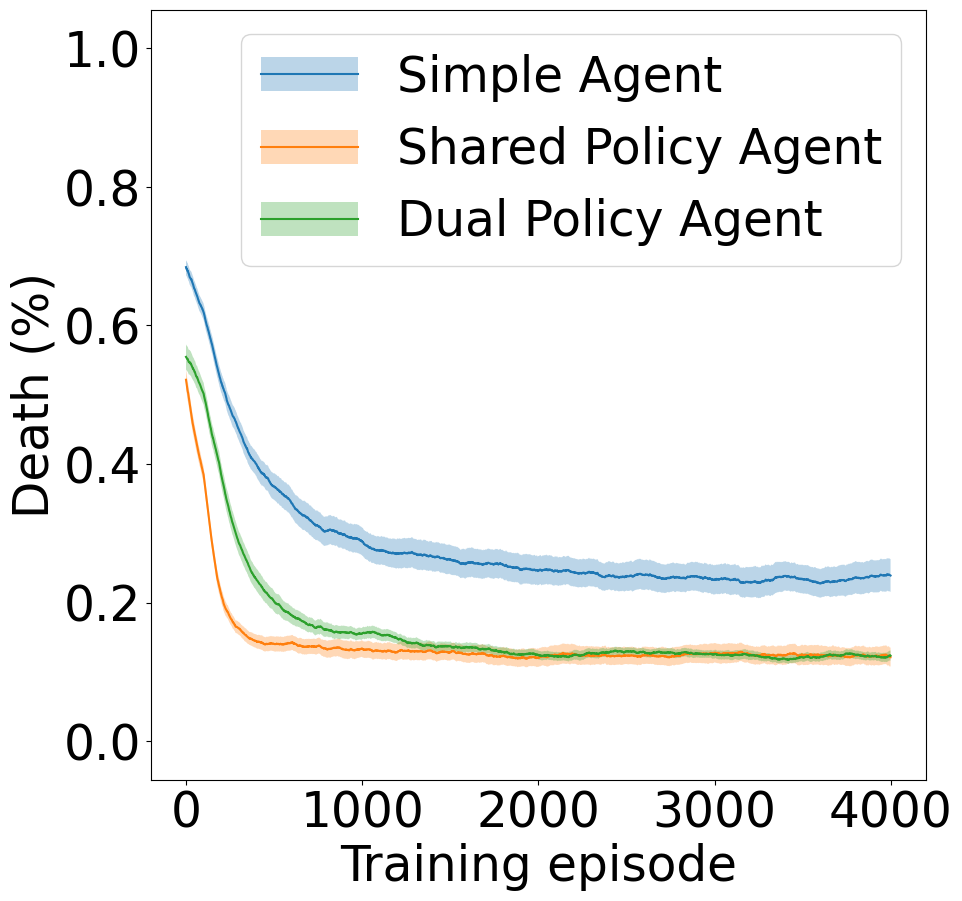 Simple Agent
Shared Policy Agent
Dual Policy Agent
Death (%)
1.0
0.8
0.6
0.4
0.2
0.0
0 1000 2000 3000 4000
Training episode